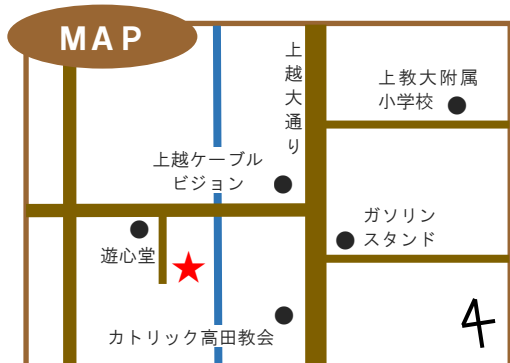 MAP
上越大通り
上教大附属
小学校
上越ケーブル
ビジョン
ガソリン
スタンド
遊心堂
カトリック高田教会
4